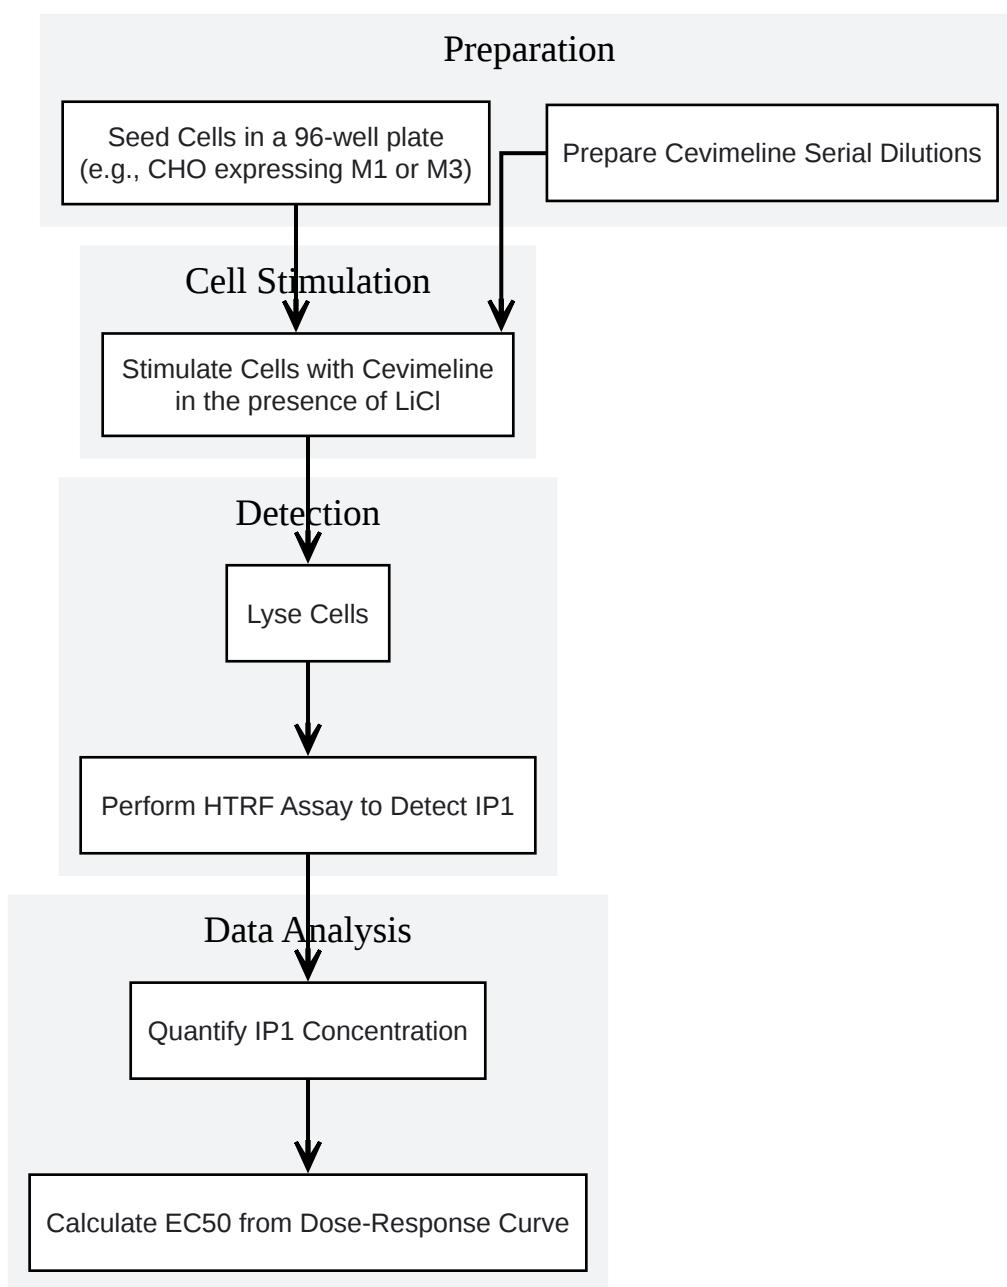 Preparation
Seed Cells in a 96-well plate
(e.g., CHO expressing M1 or M3)
Prepare Cevimeline Serial Dilutions
Cell Stimulation
Stimulate Cells with Cevimeline
in the presence of LiCl
Detection
Lyse Cells
Perform HTRF Assay to Detect IP1
Data Analysis
Quantify IP1 Concentration
Calculate EC50 from Dose-Response Curve